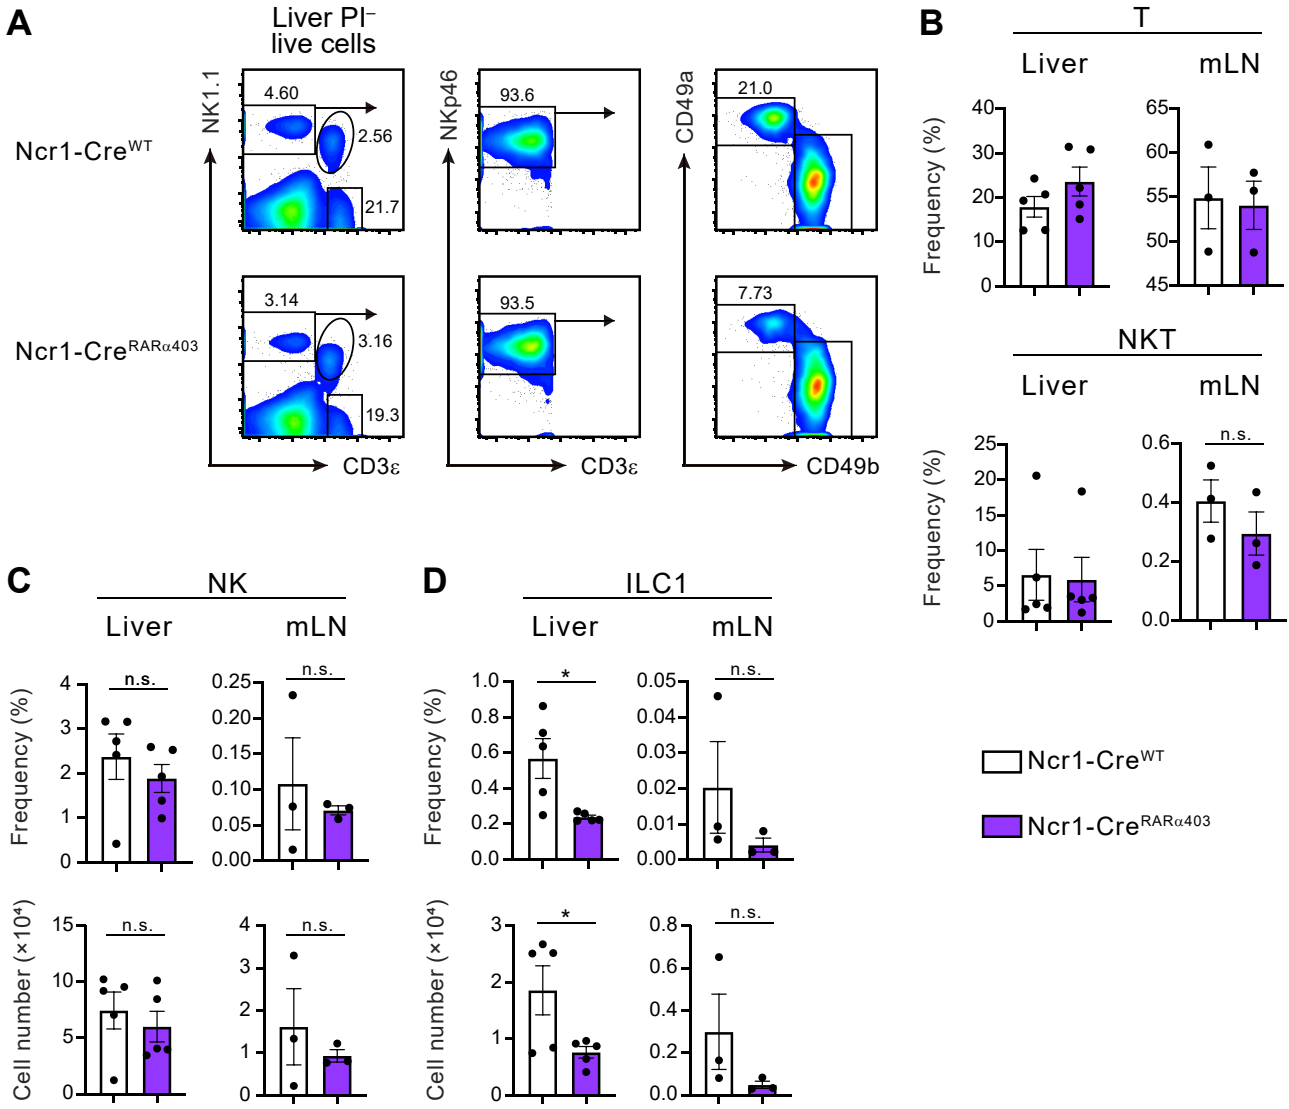 A
Liver PI⁻
live cells
Ncr1-Creᵂᵀ
NK1.1
4.60
2.56
21.7
NKp46
93.6
CD49a
21.0
Ncr1-Cre^RARα403
3.14
3.16
19.3
93.5
7.73
CD3ε
CD3ε
CD49b
B
T
Liver
mLN
Frequency (%)
40
30
20
10
0
65
60
55
50
45
NKT
Liver
mLN
Frequency (%)
25
20
15
10
5
0
n.s.
0.6
0.4
0.2
0.0
C
NK
Liver
mLN
Frequency (%)
n.s.
4
3
2
1
0
n.s.
0.25
0.20
0.15
0.10
0.05
0.00
Cell number (×10⁴)
n.s.
15
10
5
0
n.s.
4
3
2
1
0
D
ILC1
Liver
mLN
Frequency (%)
*
1.0
0.8
0.6
0.4
0.2
0.0
n.s.
0.05
0.04
0.03
0.02
0.01
0.00
Cell number (×10⁴)
*
3
2
1
0
n.s.
0.8
0.6
0.4
0.2
0.0
Ncr1-Creᵂᵀ
Ncr1-Cre^RARα403